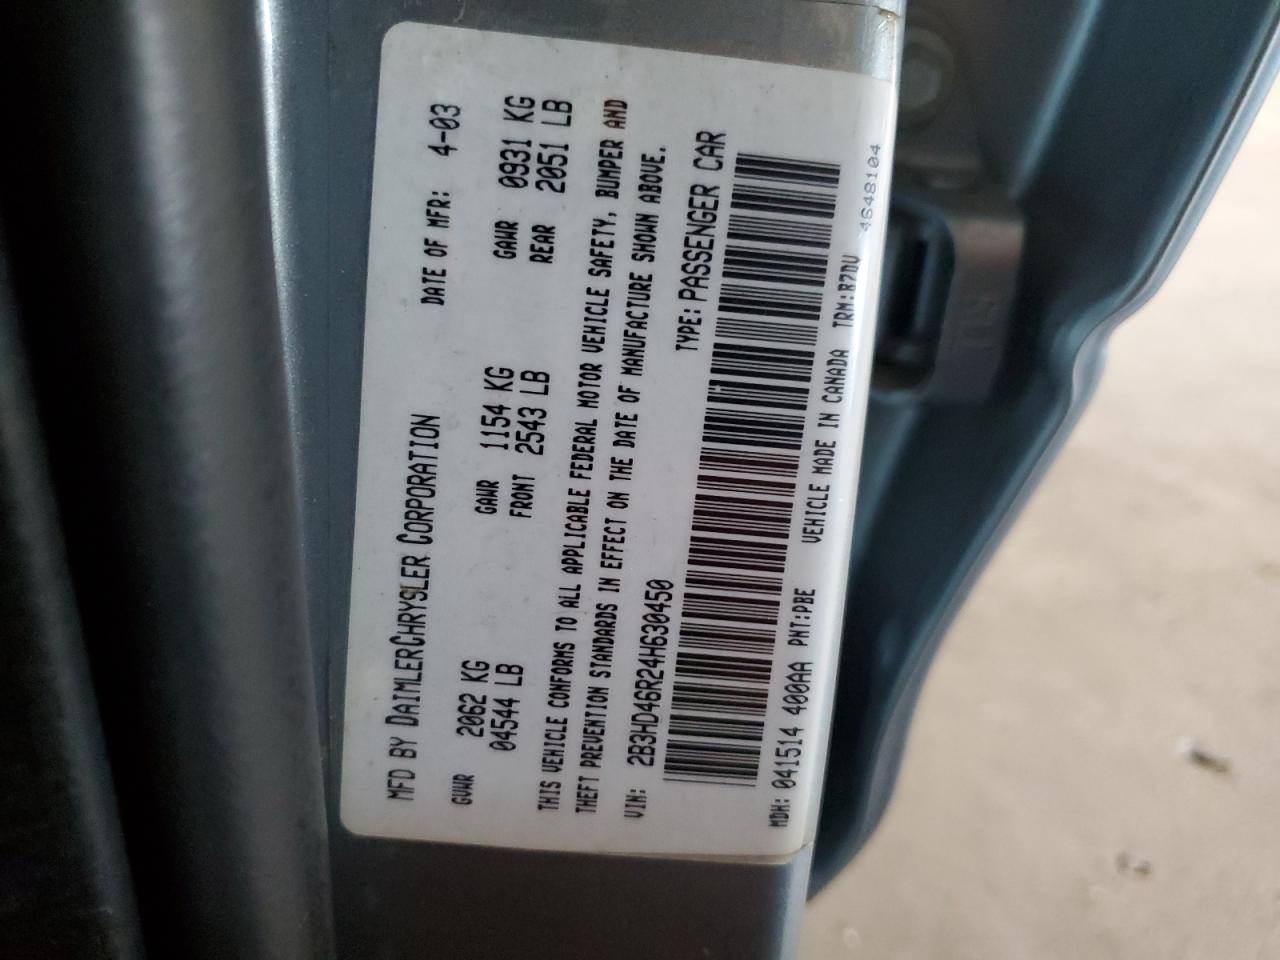 MFD BY DAIMLERCHRYSLER CORPORATION DATE OF MFR: 4-03
GVWR 2062 KG GAWR 1154 KG GAWR 0931 KG
04544 LB FRONT 2543 LB REAR 2051 LB
THIS VEHICLE CONFORMS TO ALL APPLICABLE FEDERAL MOTOR VEHICLE SAFETY, BUMPER AND
THEFT PREVENTION STANDARDS IN EFFECT ON THE DATE OF MANUFACTURE SHOWN ABOVE.
VIN: 2B3HD46R24H630450 TYPE: PASSENGER CAR
MDH: 041514 400AA PNT:PBE VEHICLE MADE IN CANADA TRM:B7DV
4648104